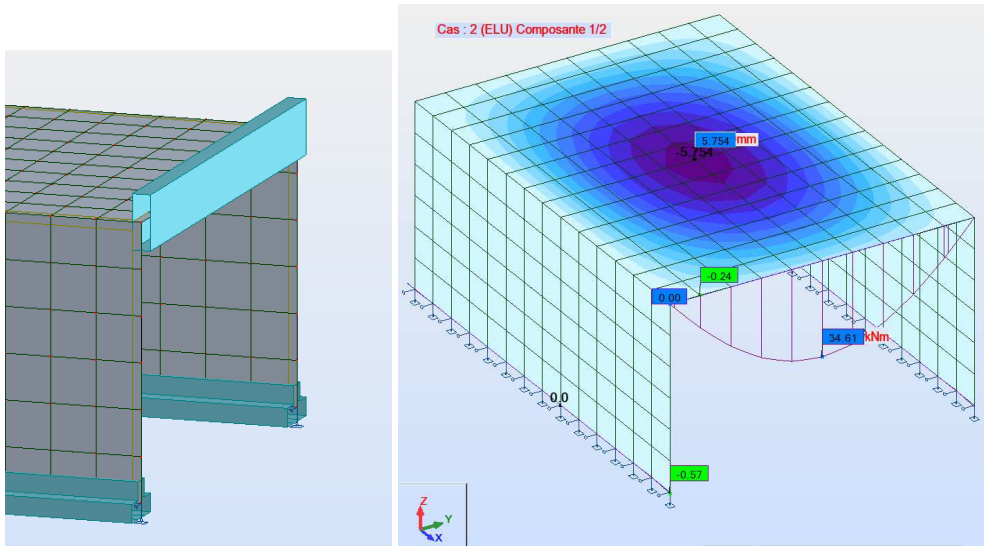 Cas : 2 (ELU) Composante 1/2
5.754 mm
-5.754
-0.24
0.00
34.61 kNm
0.0
-0.57
Z
Y
X